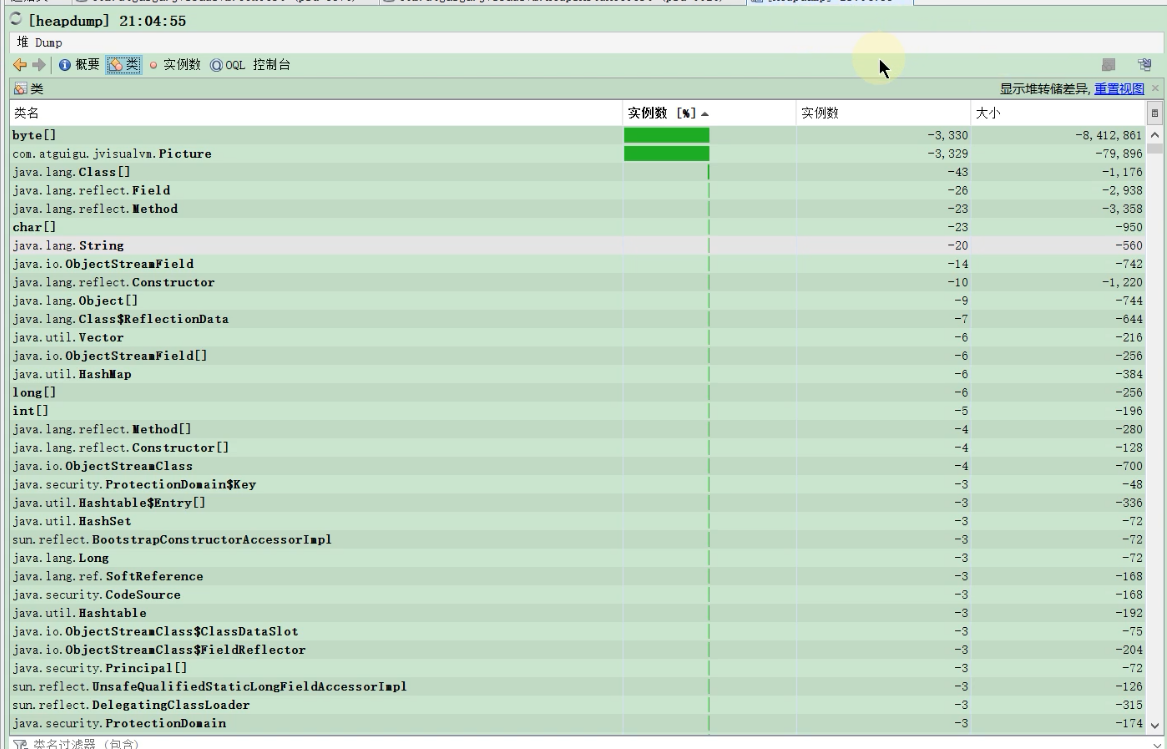 [heapdump] 21:04:55
堆 Dump
概要 类 实例数 OQL 控制台
类 显示堆转储差异, 重置视图
类名 实例数 [%] 实例数 大小
byte[] -3,330 -8,412,861
com.atguigu.jvisualvm.Picture -3,329 -79,896
java.lang.Class[] -43 -1,176
java.lang.reflect.Field -26 -2,938
java.lang.reflect.Method -23 -3,358
char[] -23 -950
java.lang.String -20 -560
java.io.ObjectStreamField -14 -742
java.lang.reflect.Constructor -10 -1,220
java.lang.Object[] -9 -744
java.lang.Class$ReflectionData -7 -644
java.util.Vector -6 -216
java.io.ObjectStreamField[] -6 -256
java.util.HashMap -6 -384
long[] -6 -256
int[] -5 -196
java.lang.reflect.Method[] -4 -280
java.lang.reflect.Constructor[] -4 -128
java.io.ObjectStreamClass -4 -700
java.security.ProtectionDomain$Key -3 -48
java.util.Hashtable$Entry[] -3 -336
java.util.HashSet -3 -72
sun.reflect.BootstrapConstructorAccessorImpl -3 -72
java.lang.Long -3 -72
java.lang.ref.SoftReference -3 -168
java.security.CodeSource -3 -168
java.util.Hashtable -3 -192
java.io.ObjectStreamClass$ClassDataSlot -3 -75
java.io.ObjectStreamClass$FieldReflector -3 -204
java.security.Principal[] -3 -72
sun.reflect.UnsafeQualifiedStaticLongFieldAccessorImpl -3 -126
sun.reflect.DelegatingClassLoader -3 -315
java.security.ProtectionDomain -3 -174
类名过滤器 (包含)